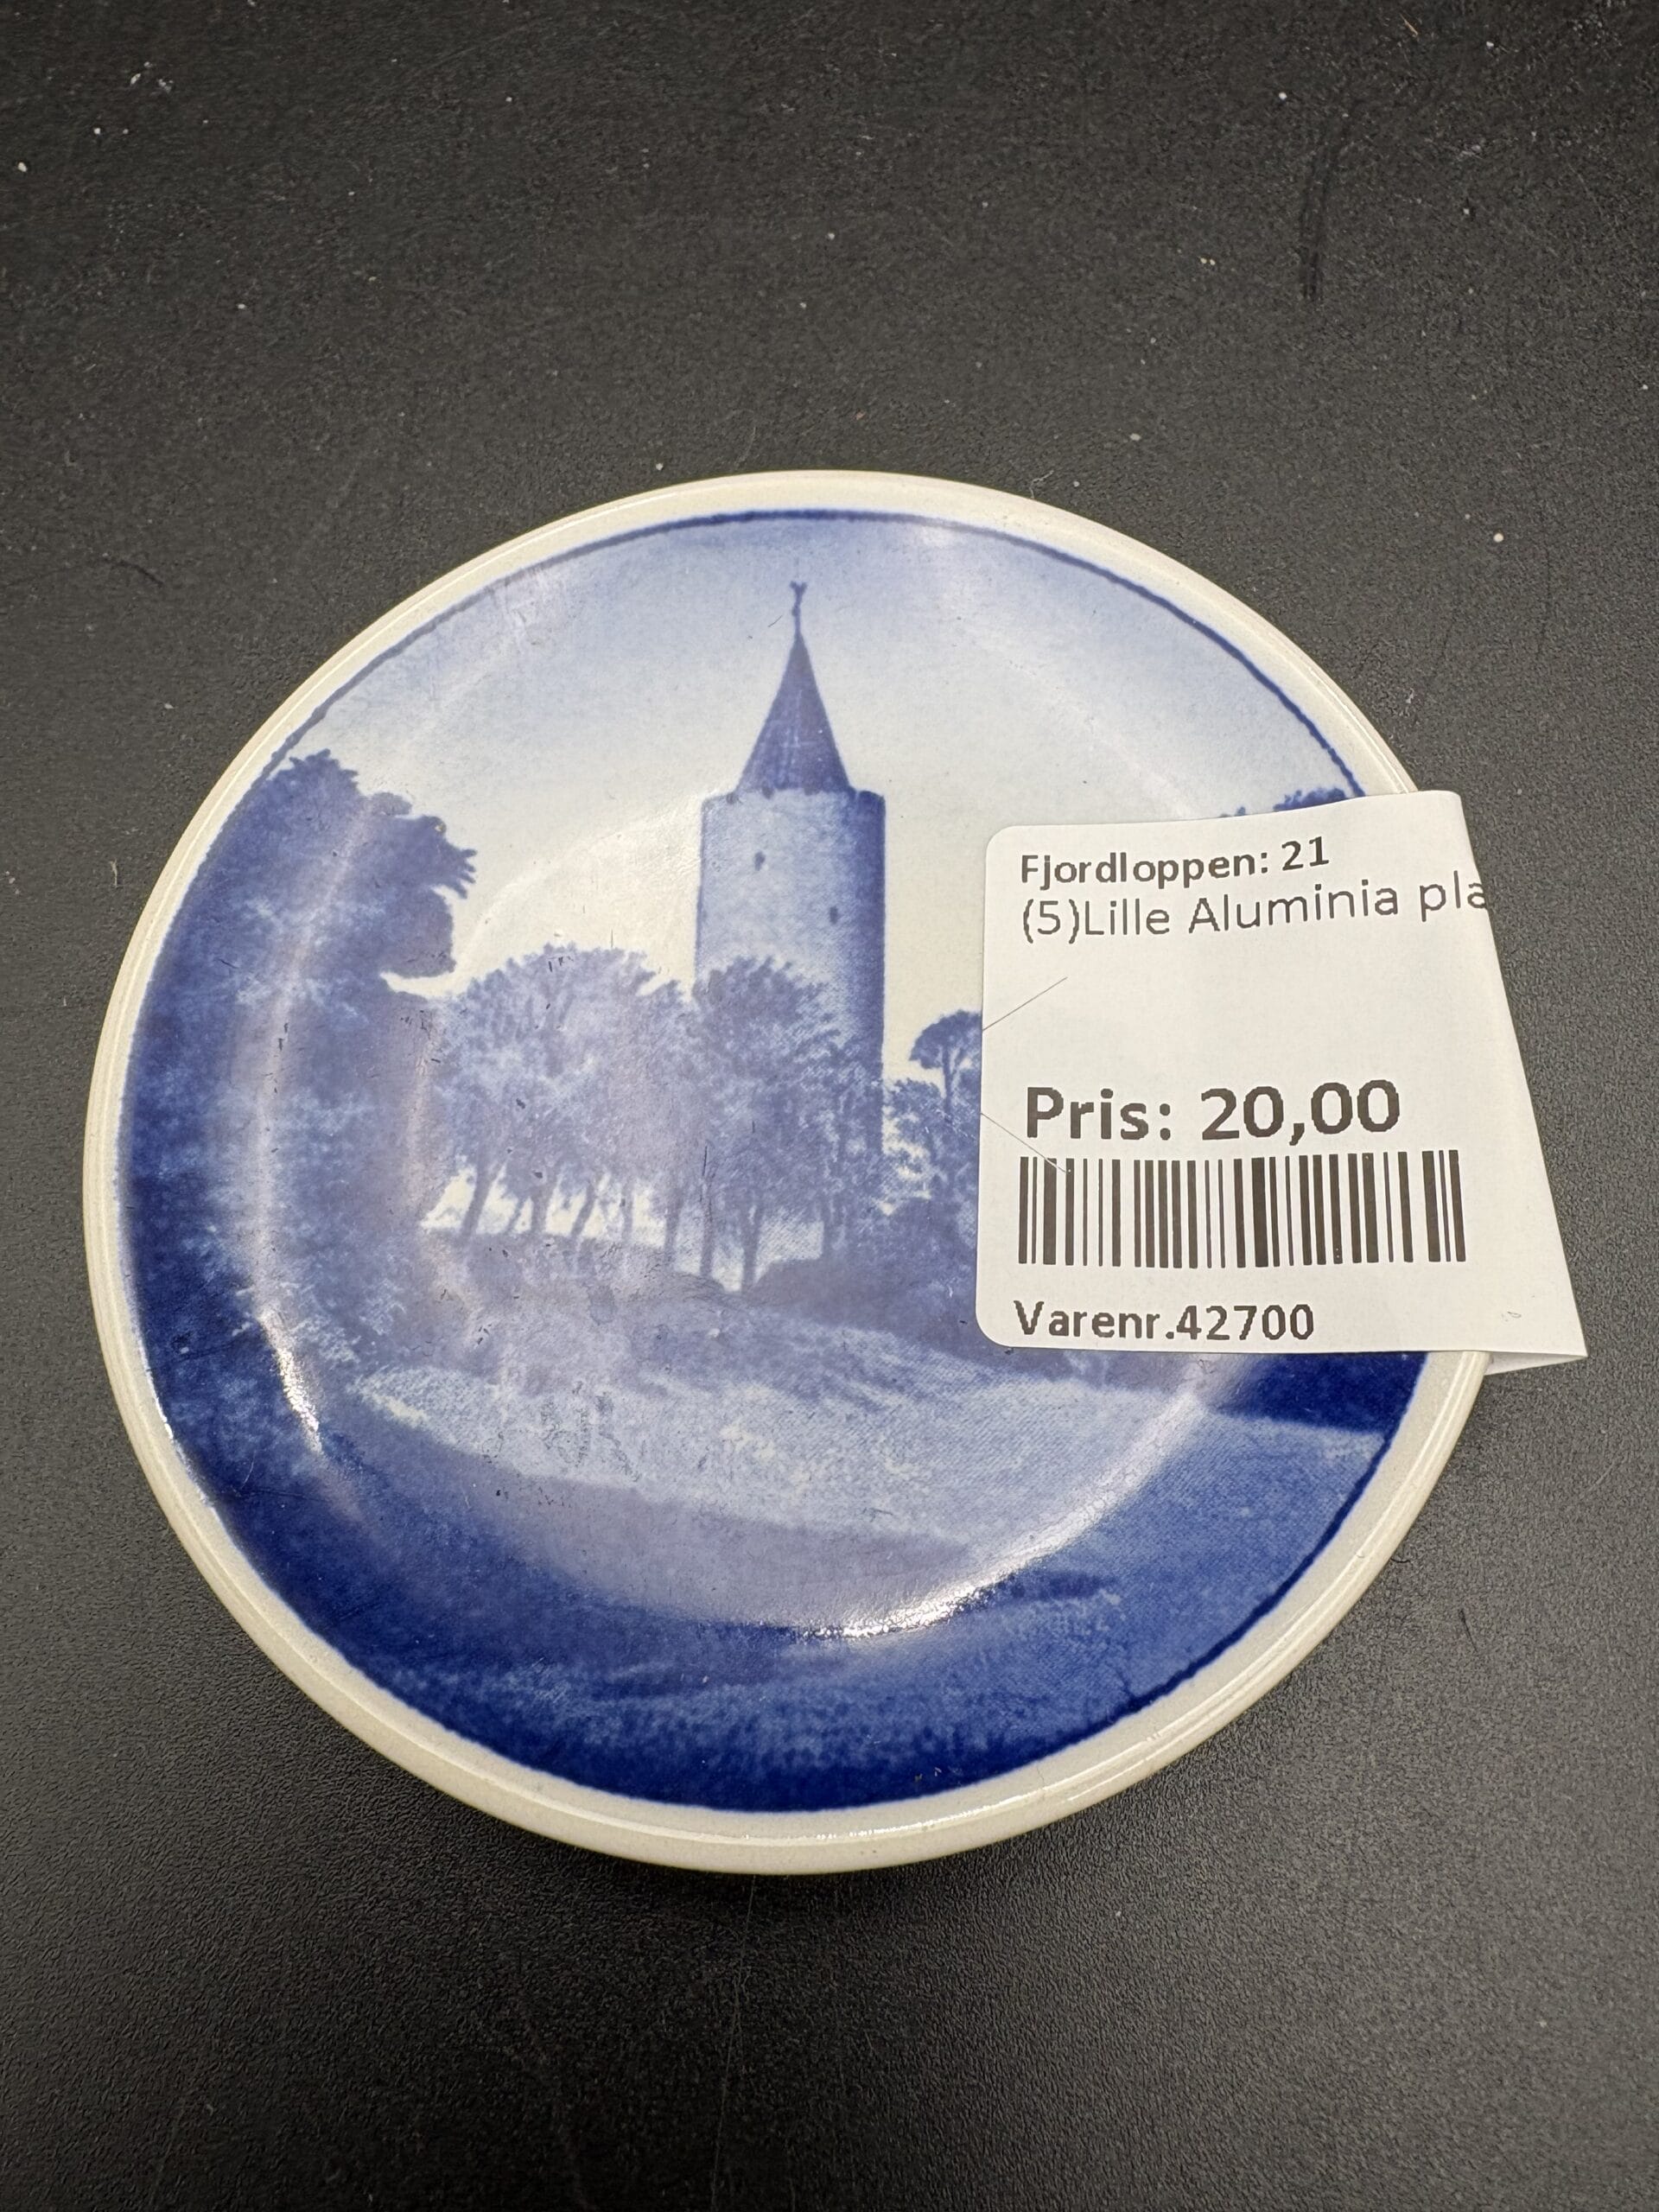 Fjordloppen: 21
(5)Lille Aluminia pla
Pris: 20,00
Varenr.42700